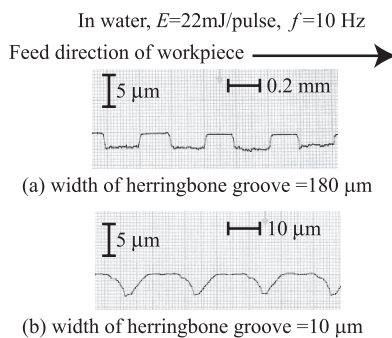 In water, E=22mJ/pulse, f=10 Hz
Feed direction of workpiece
5 μm
0.2 mm
(a) width of herringbone groove =180 μm
5 μm
10 μm
(b) width of herringbone groove =10 μm